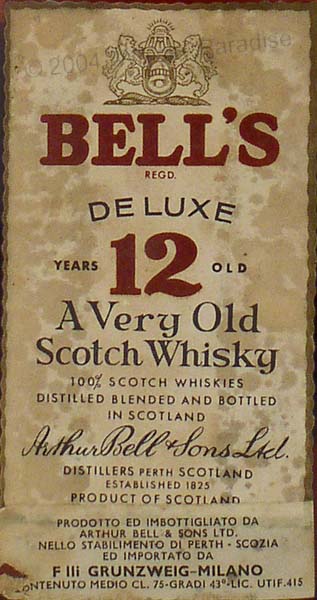 © 2004 Paradise
BELL'S
REGD.
DE LUXE
YEARS 12 OLD
A Very Old
Scotch Whisky
100% SCOTCH WHISKIES
DISTILLED BLENDED AND BOTTLED
IN SCOTLAND
Arthur Bell & Sons Ltd.
DISTILLERS PERTH SCOTLAND
ESTABLISHED 1825
PRODUCT OF SCOTLAND
PRODOTTO ED IMBOTTIGLIATO DA
ARTHUR BELL & SONS LTD.
NELLO STABILIMENTO DI PERTH - SCOZIA
ED IMPORTATO DA
F lli GRUNZWEIG-MILANO
CONTENUTO MEDIO CL. 75-GRADI 43°-LIC. UTIF.415